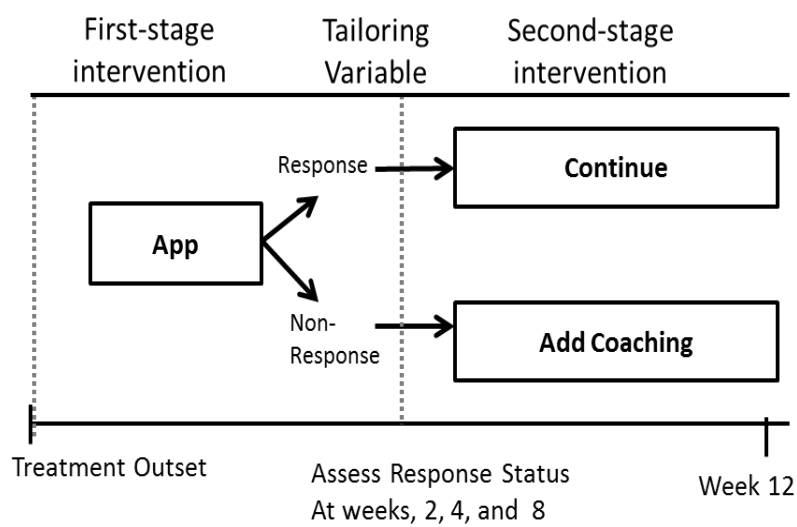 First-stage
intervention
Tailoring
Variable
Second-stage
intervention
Response
Continue
App
Non-
Response
Add Coaching
Treatment Outset
Assess Response Status
At weeks, 2, 4, and 8
Week 12